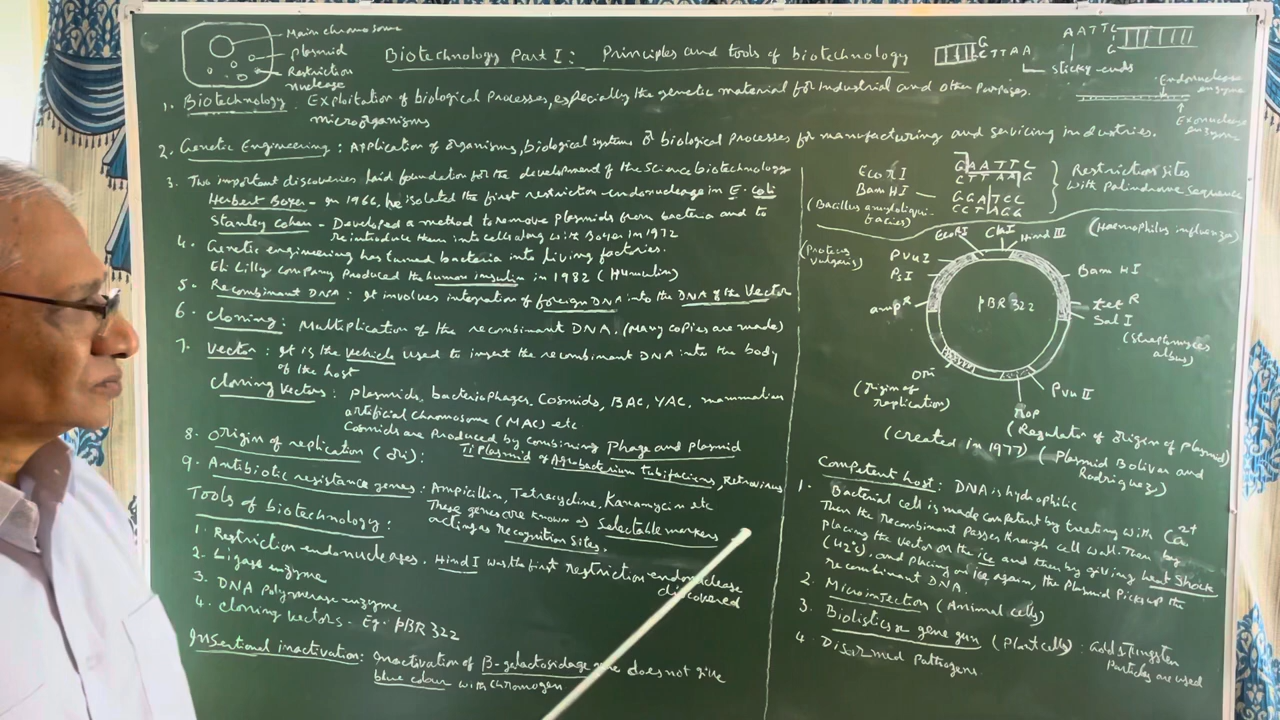 Main chromosome
plasmid
Restriction
nuclease
Biotechnology Part I: Principles and tools of biotechnology
G
CTTAA
AATTC
G
sticky ends
Endonuclease
enzyme
Exonuclease
enzyme
1. Biotechnology: Exploitation of biological processes, especially the genetic material for Industrial and other purposes.
microorganisms
2. Genetic Engineering: Application of organisms, biological systems or biological processes for manufacturing and servicing industries.
3. Two important discoveries laid foundation for the development of the Science biotechnology
Herbert Boyer - In 1966, he isolated the first restriction-endonuclease in E. coli
Stanley Cohen - Developed a method to remove plasmids from bacteria and to
reintroduce them into cells along with Boyer in 1972
4. Genetic engineering has turned bacteria into living factories.
Eli Lilly company produced the human insulin in 1982 (Humulin)
5. Recombinant DNA: It involves integration of foreign DNA into the DNA of the Vector
6. Cloning: Multiplication of the recombinant DNA. (Many copies are made)
7. Vector: It is the vehicle used to insert the recombinant DNA into the body
of the host
Cloning Vectors: plasmids, bacteriophages, Cosmids, BAC, YAC, mammalian
artificial chromosome (MAC) etc
Cosmids are Produced by combining Phage and plasmid
8. Origin of replication (Ori): Ti Plasmid of Agrobacterium tubifaciens, Retrovirus
9. Antibiotic resistance genes: Ampicillin, Tetracycline, Kanamycin etc
These genes are known as Selectable markers
acting as Recognition Sites.
Tools of biotechnology:
1. Restriction endonucleases. Hind I was the first restriction-endonuclease
discovered
2. Ligase enzyme
3. DNA Polymerase enzyme
4. Cloning Vectors - Eg: pBR 322
Insertional inactivation: Inactivation of β-galactosidase does not give
blue colour with chromogen
EcoRI
GAATTC
CTTAAG
BamHI
GGATCC
CCTAGG
(Bacillus amyloliquifacies)
Restriction sites
with Palindrome sequence
(Proteus
vulgaris)
EcoRI
ClaI
Hind III
(Haemophilus influenza)
PvuI
PsI
ampR
BamHI
tetR
Sal I
pBR 322
Ori
(Origin of
replication)
Pvu II
Rop
(Regulator of origin of plasmid)
(created in 1977) (Plasmid Boliver and
Rodriguez)
Competent host: DNA is hydrophilic
1. Bacterial cell is made competent by treating with Ca2+
Then the recombinant passes through cell wall. Then by
placing the vector on the ice and then by giving heat shock
(42°C) and placing on ice again, the plasmid picks up the
recombinant DNA.
2. Microinjection (Animal cells)
3. Biolistics or gene gun (Plant cells): Gold & Tungsten
Particles are used
4. Disarmed pathogens.